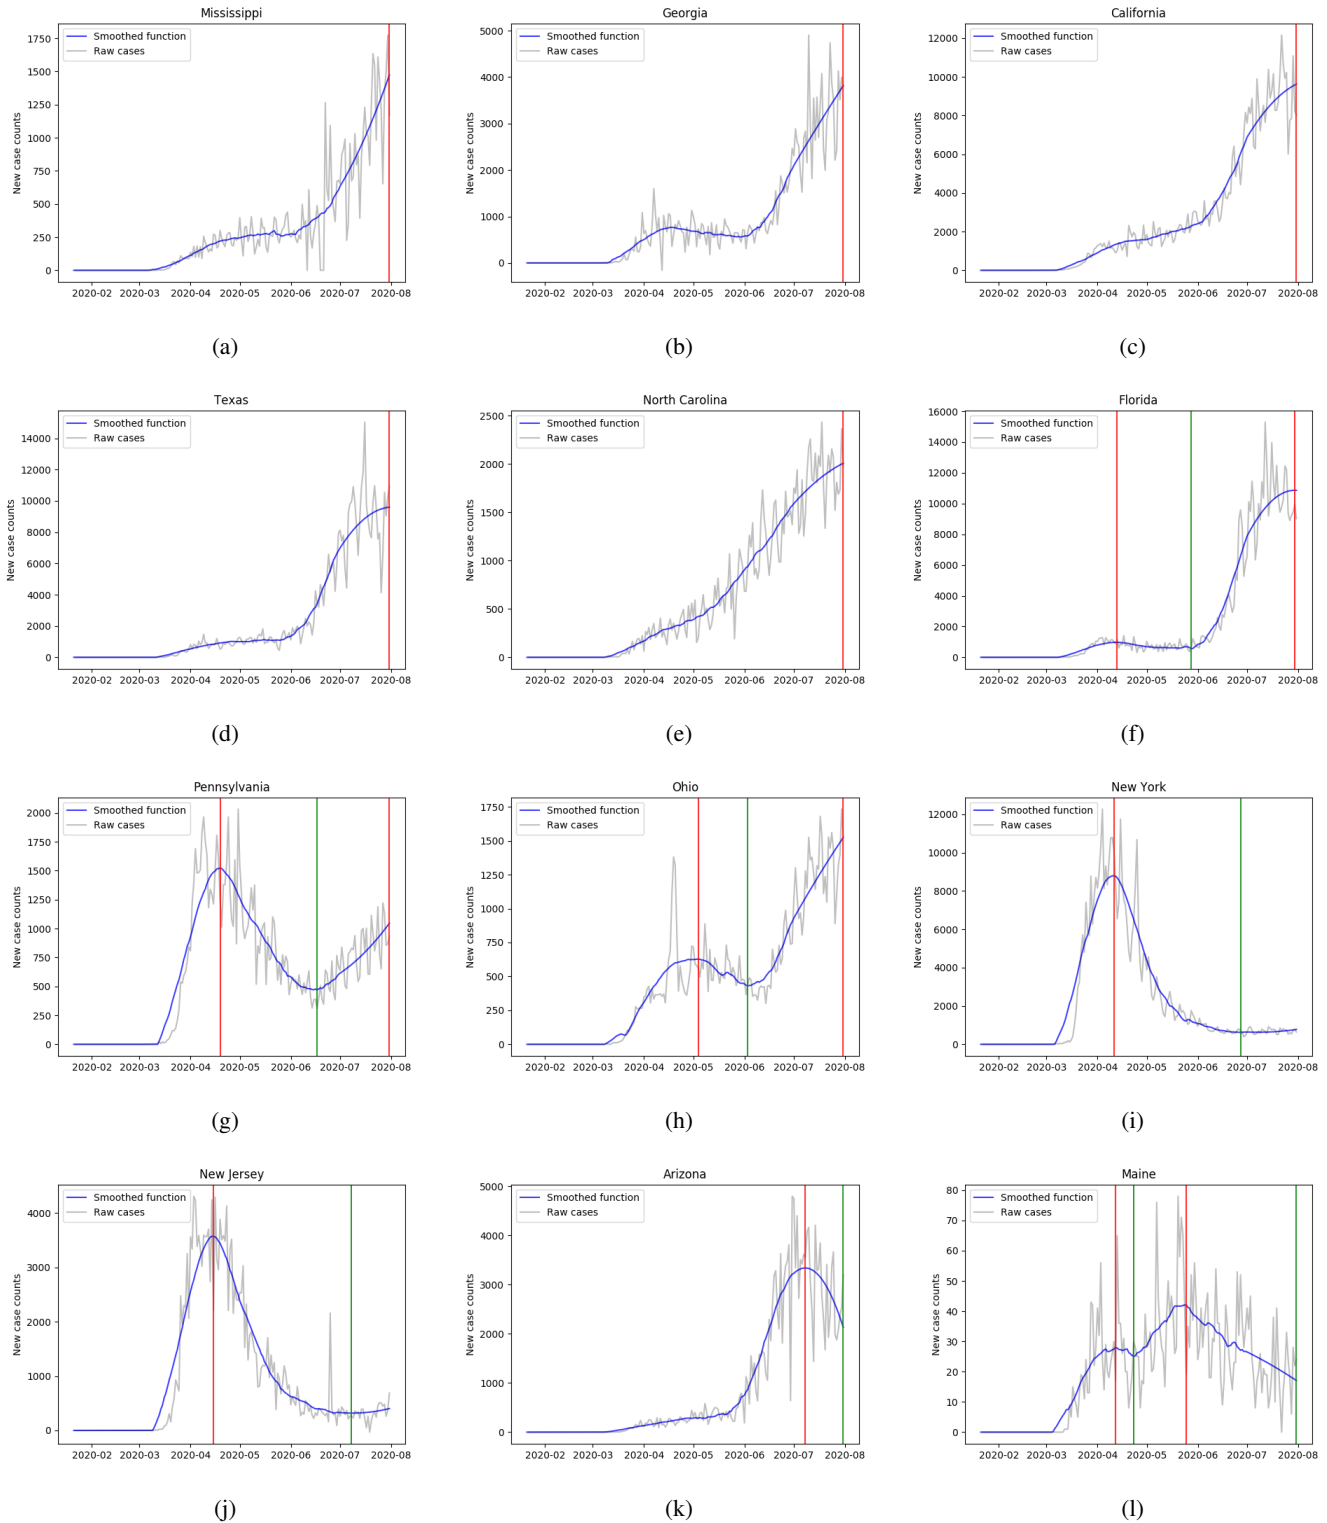 Mississippi
Smoothed function
Raw cases
New case counts
1750
1500
1250
1000
750
500
250
0
2020-02 2020-03 2020-04 2020-05 2020-06 2020-07 2020-08
(a)
Georgia
Smoothed function
Raw cases
New case counts
5000
4000
3000
2000
1000
0
2020-02 2020-03 2020-04 2020-05 2020-06 2020-07 2020-08
(b)
California
Smoothed function
Raw cases
New case counts
12000
10000
8000
6000
4000
2000
0
2020-02 2020-03 2020-04 2020-05 2020-06 2020-07 2020-08
(c)
Texas
Smoothed function
Raw cases
New case counts
14000
12000
10000
8000
6000
4000
2000
0
2020-02 2020-03 2020-04 2020-05 2020-06 2020-07 2020-08
(d)
North Carolina
Smoothed function
Raw cases
New case counts
2500
2000
1500
1000
500
0
2020-02 2020-03 2020-04 2020-05 2020-06 2020-07 2020-08
(e)
Florida
Smoothed function
Raw cases
New case counts
16000
14000
12000
10000
8000
6000
4000
2000
0
2020-02 2020-03 2020-04 2020-05 2020-06 2020-07 2020-08
(f)
Pennsylvania
Smoothed function
Raw cases
New case counts
2000
1750
1500
1250
1000
750
500
250
0
2020-02 2020-03 2020-04 2020-05 2020-06 2020-07 2020-08
(g)
Ohio
Smoothed function
Raw cases
New case counts
1750
1500
1250
1000
750
500
250
0
2020-02 2020-03 2020-04 2020-05 2020-06 2020-07 2020-08
(h)
New York
Smoothed function
Raw cases
New case counts
12000
10000
8000
6000
4000
2000
0
2020-02 2020-03 2020-04 2020-05 2020-06 2020-07 2020-08
(i)
New Jersey
Smoothed function
Raw cases
New case counts
4000
3000
2000
1000
0
2020-02 2020-03 2020-04 2020-05 2020-06 2020-07 2020-08
(j)
Arizona
Smoothed function
Raw cases
New case counts
5000
4000
3000
2000
1000
0
2020-02 2020-03 2020-04 2020-05 2020-06 2020-07 2020-08
(k)
Maine
Smoothed function
Raw cases
New case counts
80
70
60
50
40
30
20
10
0
2020-02 2020-03 2020-04 2020-05 2020-06 2020-07 2020-08
(l)